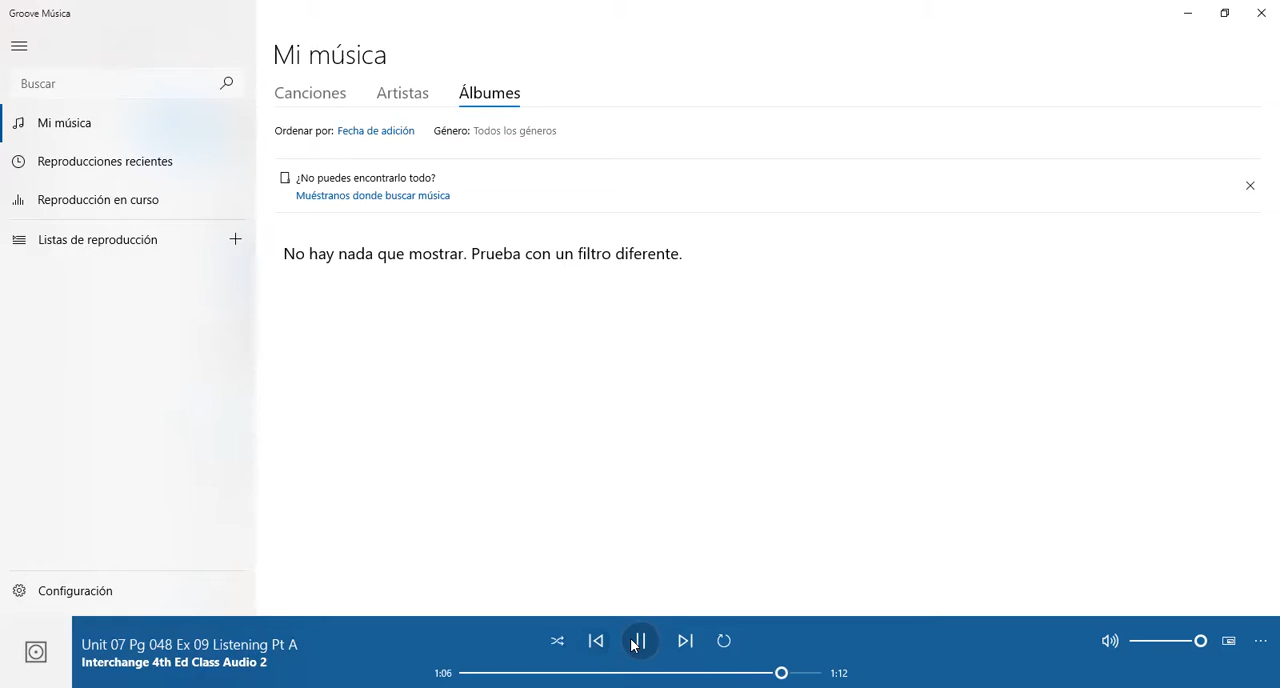 Groove Música
Buscar
Mi música
Reproducciones recientes
Reproducción en curso
Listas de reproducción
Configuración
Mi música
Canciones Artistas Álbumes
Ordenar por: Fecha de adición Género: Todos los géneros
¿No puedes encontrarlo todo?
Muéstranos donde buscar música
No hay nada que mostrar. Prueba con un filtro diferente.
Unit 07 Pg 048 Ex 09 Listening Pt A
Interchange 4th Ed Class Audio 2
1:06 1:12